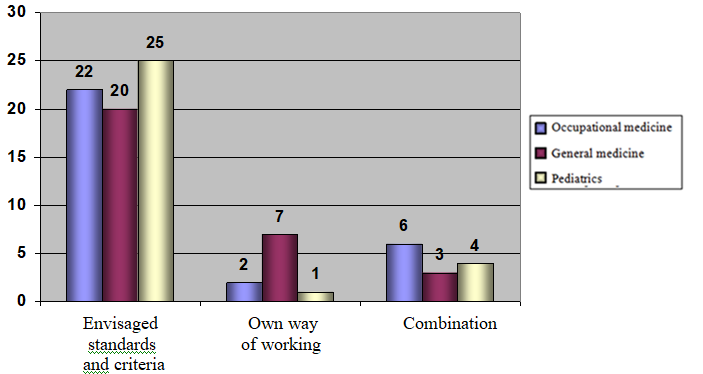 30
25
20
15
10
5
0
22
20
25
2
7
1
6
3
4
Envisaged
standards
and criteria
Own way
of working
Combination
Occupational medicine
General medicine
Pediatrics